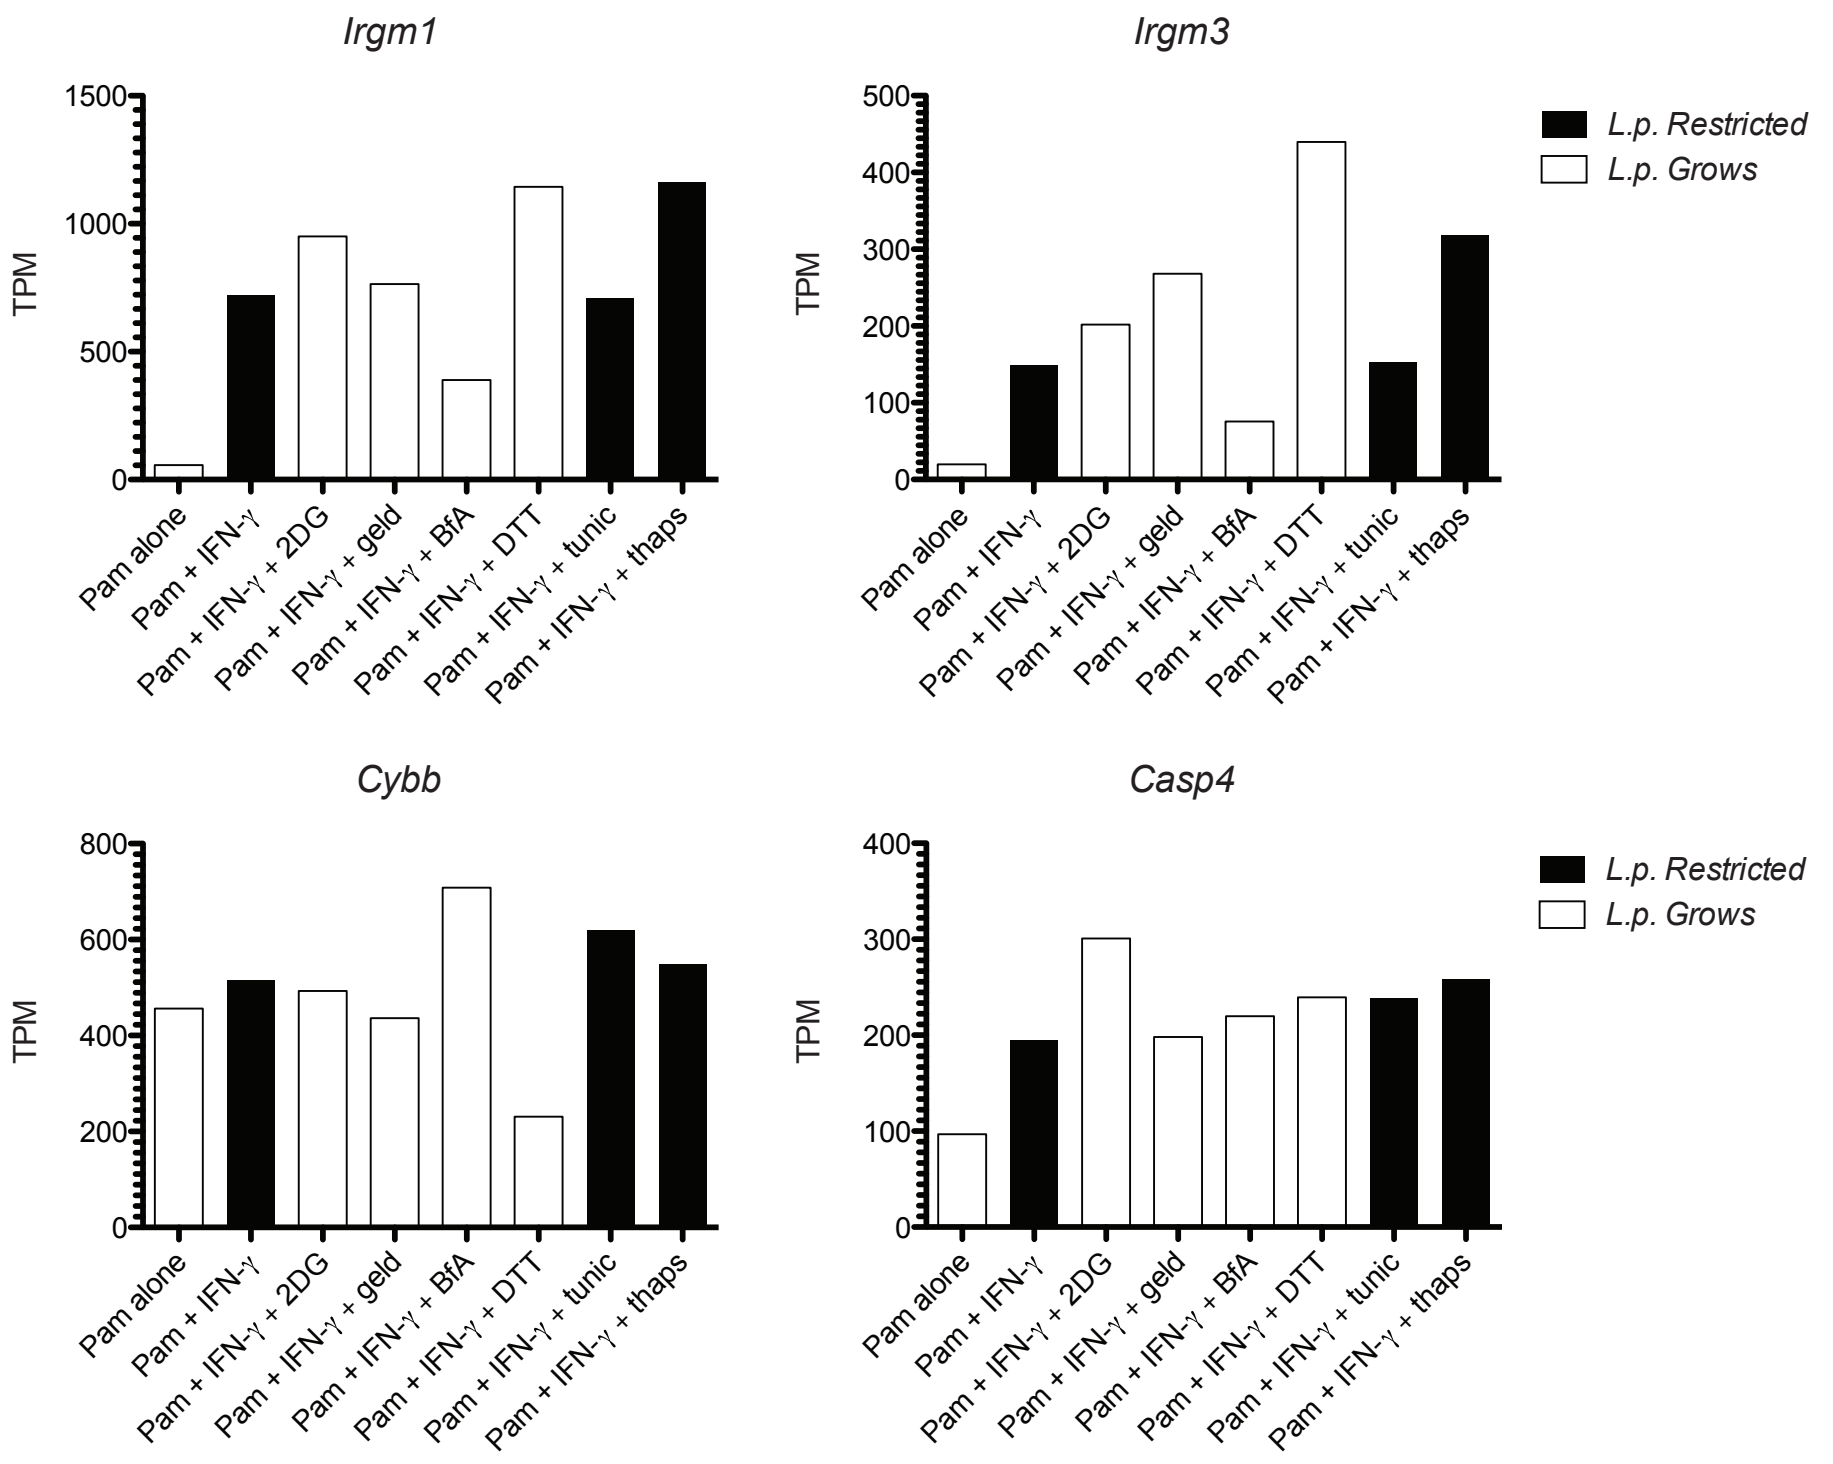 Irgm1
1500
1000
500
0
TPM
Pam alone
Pam + IFN-γ
Pam + IFN-γ + 2DG
Pam + IFN-γ + geld
Pam + IFN-γ + BfA
Pam + IFN-γ + DTT
Pam + IFN-γ + tunic
Pam + IFN-γ + thaps
Irgm3
500
400
300
200
100
0
TPM
Pam alone
Pam + IFN-γ
Pam + IFN-γ + 2DG
Pam + IFN-γ + geld
Pam + IFN-γ + BfA
Pam + IFN-γ + DTT
Pam + IFN-γ + tunic
Pam + IFN-γ + thaps
L.p. Restricted
L.p. Grows
Cybb
800
600
400
200
0
TPM
Pam alone
Pam + IFN-γ
Pam + IFN-γ + 2DG
Pam + IFN-γ + geld
Pam + IFN-γ + BfA
Pam + IFN-γ + DTT
Pam + IFN-γ + tunic
Pam + IFN-γ + thaps
Casp4
400
300
200
100
0
TPM
Pam alone
Pam + IFN-γ
Pam + IFN-γ + 2DG
Pam + IFN-γ + geld
Pam + IFN-γ + BfA
Pam + IFN-γ + DTT
Pam + IFN-γ + tunic
Pam + IFN-γ + thaps
L.p. Restricted
L.p. Grows